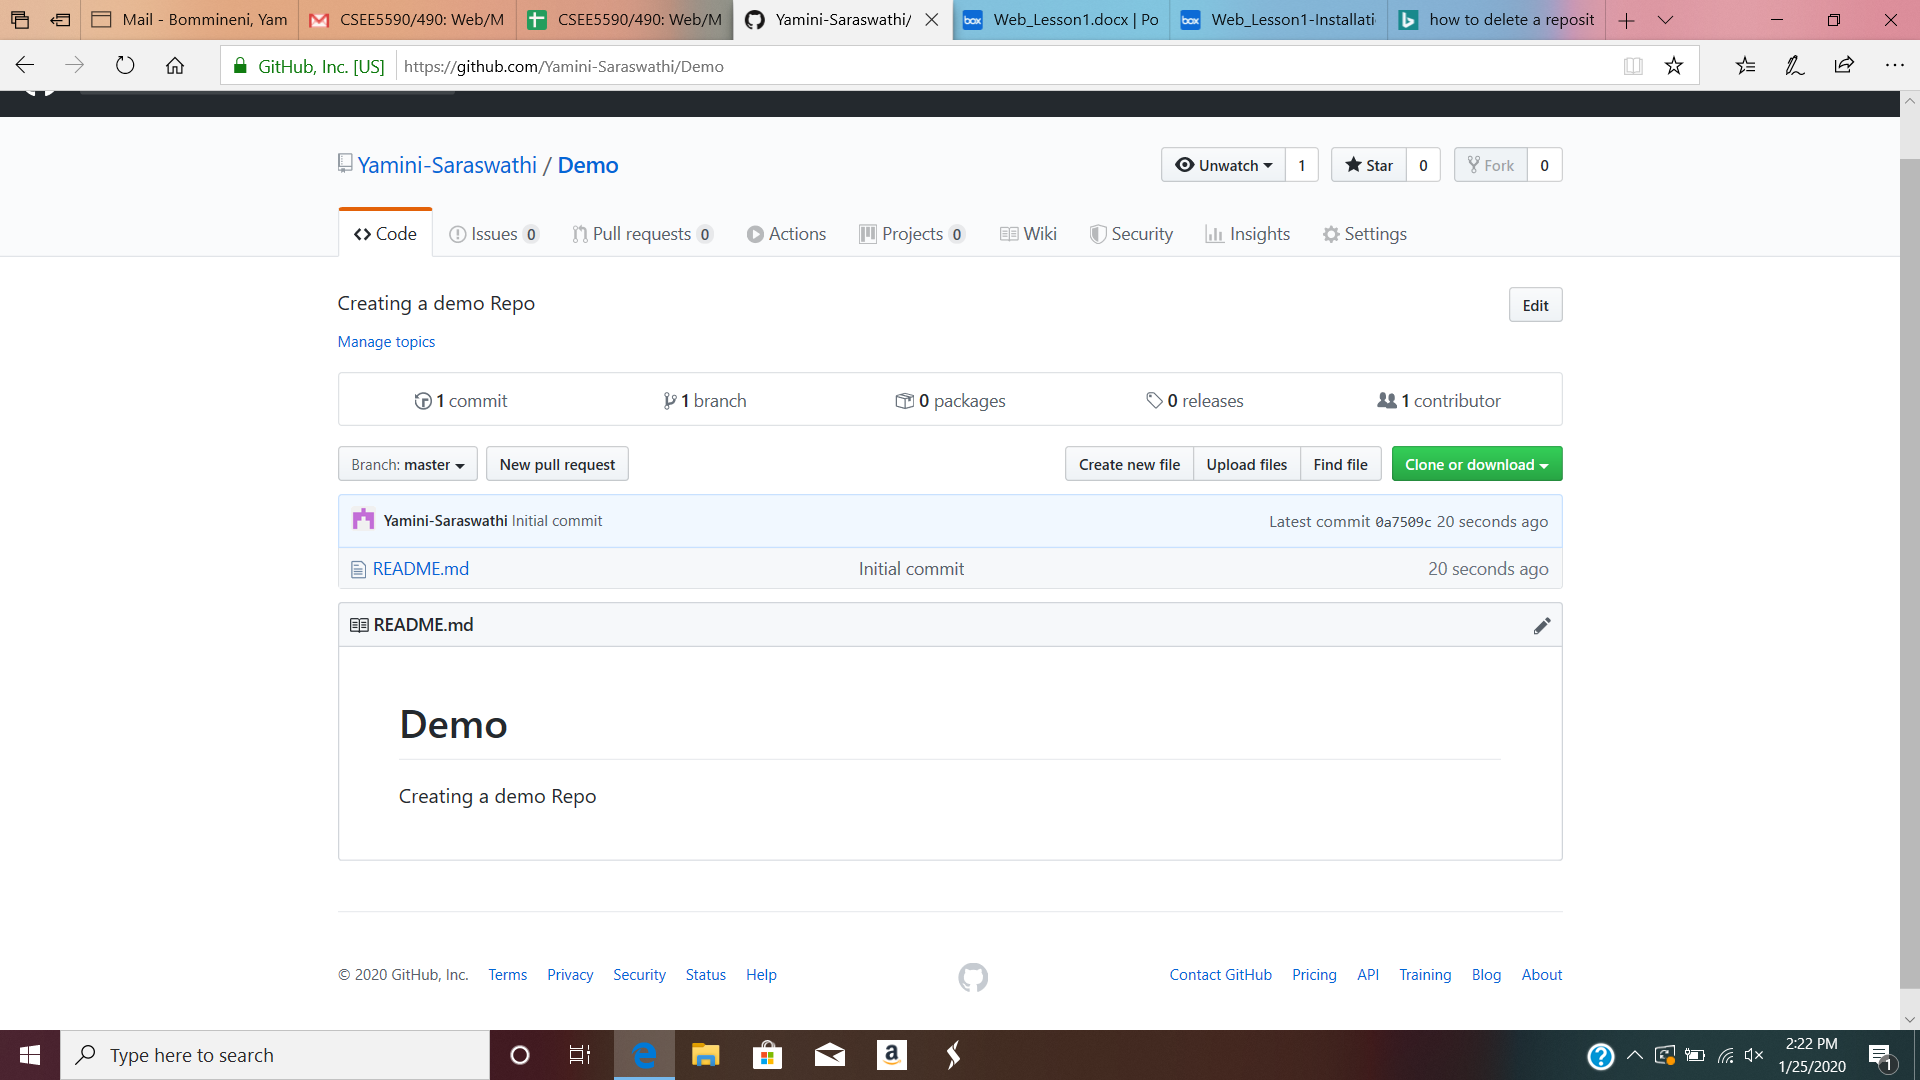 Mail - Bommineni, Yam
CSEE5590/490: Web/M
CSEE5590/490: Web/M
Yamini-Saraswathi/
box Web_Lesson1.docx | Po
box Web_Lesson1-Installati
how to delete a reposit
GitHub, Inc. [US]
https://github.com/Yamini-Saraswathi/Demo
Yamini-Saraswathi / Demo
Unwatch 1
Star 0
Fork 0
Code
Issues 0
Pull requests 0
Actions
Projects 0
Wiki
Security
Insights
Settings
Creating a demo Repo
Edit
Manage topics
1 commit
1 branch
0 packages
0 releases
1 contributor
Branch: master
New pull request
Create new file
Upload files
Find file
Clone or download
Yamini-Saraswathi Initial commit
Latest commit 0a7509c 20 seconds ago
README.md
Initial commit
20 seconds ago
README.md
Demo
Creating a demo Repo
© 2020 GitHub, Inc.
Terms
Privacy
Security
Status
Help
Contact GitHub
Pricing
API
Training
Blog
About
Type here to search
2:22 PM
1/25/2020
1